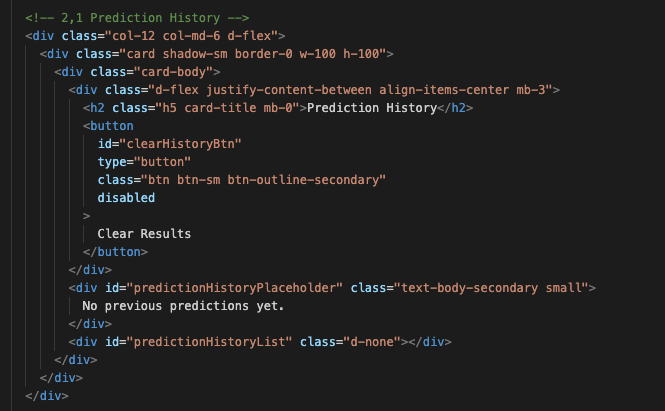 <!-- 2,1 Prediction History -->
<div class="col-12 col-md-6 d-flex">
<div class="card shadow-sm border-0 w-100 h-100">
<div class="card-body">
<div class="d-flex justify-content-between align-items-center mb-3">
<h2 class="h5 card-title mb-0">Prediction History</h2>
<button
id="clearHistoryBtn"
type="button"
class="btn btn-sm btn-outline-secondary"
disabled
>
Clear Results
</button>
</div>
<div id="predictionHistoryPlaceholder" class="text-body-secondary small">
No previous predictions yet.
</div>
<div id="predictionHistoryList" class="d-none"></div>
</div>
</div>
</div>